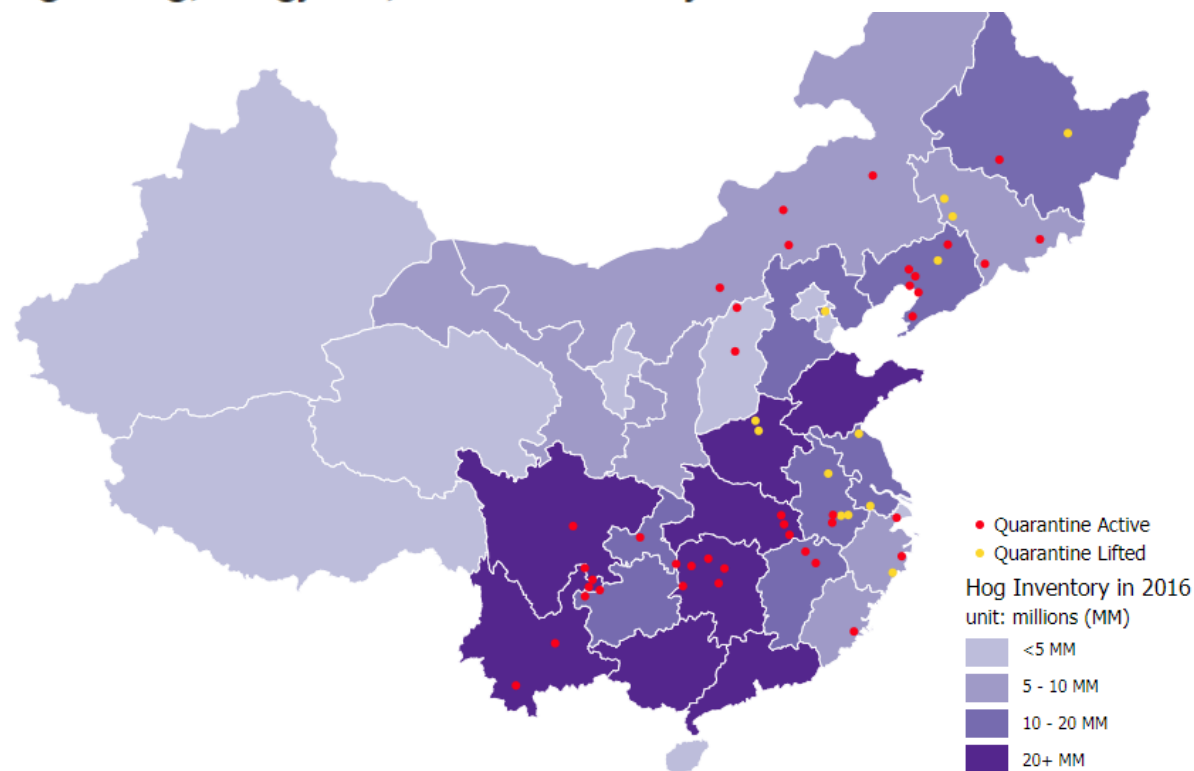 Quarantine Active
Quarantine Lifted
Hog Inventory in 2016
unit: millions (MM)
<5 MM
5 - 10 MM
10 - 20 MM
20+ MM